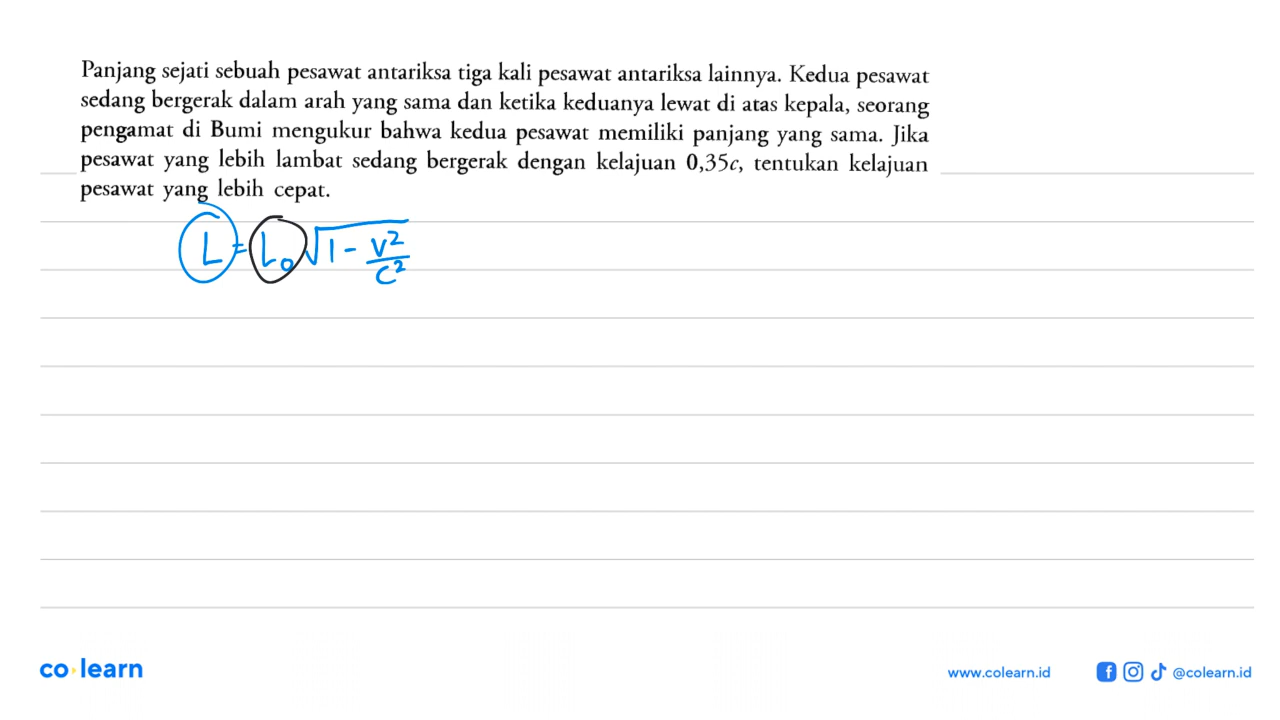 Panjang sejati sebuah pesawat antariksa tiga kali pesawat antariksa lainnya. Kedua pesawat
sedang bergerak dalam arah yang sama dan ketika keduanya lewat di atas kepala, seorang
pengamat di Bumi mengukur bahwa kedua pesawat memiliki panjang yang sama. Jika
pesawat yang lebih lambat sedang bergerak dengan kelajuan 0,35c, tentukan kelajuan
pesawat yang lebih cepat.
L = L₀ √1 - v²/c²
co learn
www.colearn.id @colearn.id